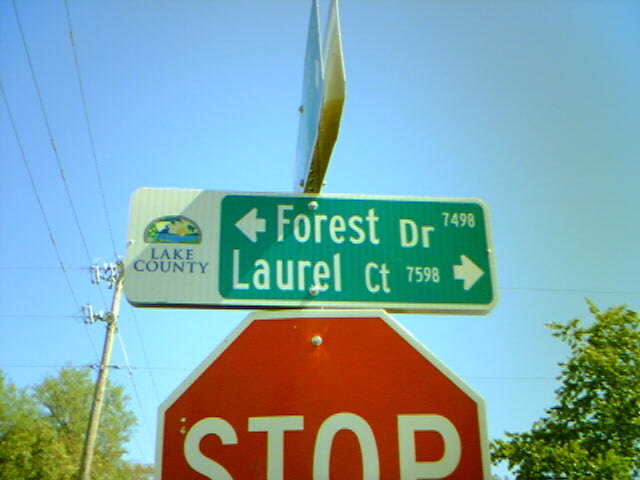 Forest Dr 7498
LAKE
COUNTY
Laurel Ct 7598
STOP